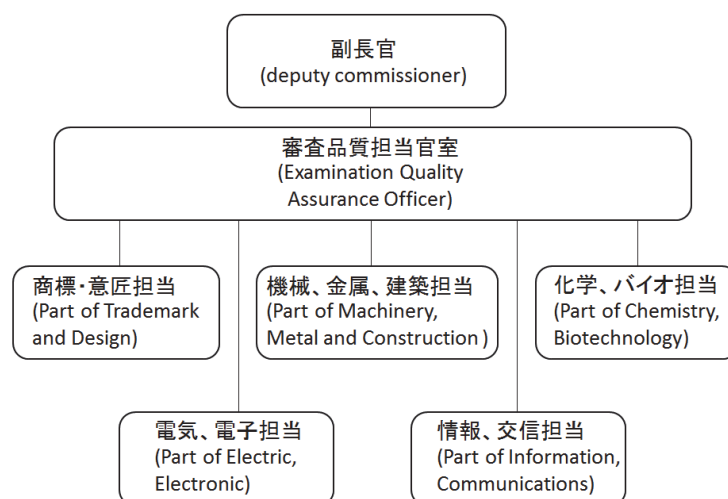 副長官
(deputy commissioner)
審査品質担当官室
(Examination Quality
Assurance Officer)
商標・意匠担当
(Part of Trademark
and Design)
機械、金属、建築担当
(Part of Machinery,
Metal and Construction )
化学、バイオ担当
(Part of Chemistry,
Biotechnology)
電気、電子担当
(Part of Electric,
Electronic)
情報、交信担当
(Part of Information,
Communications)